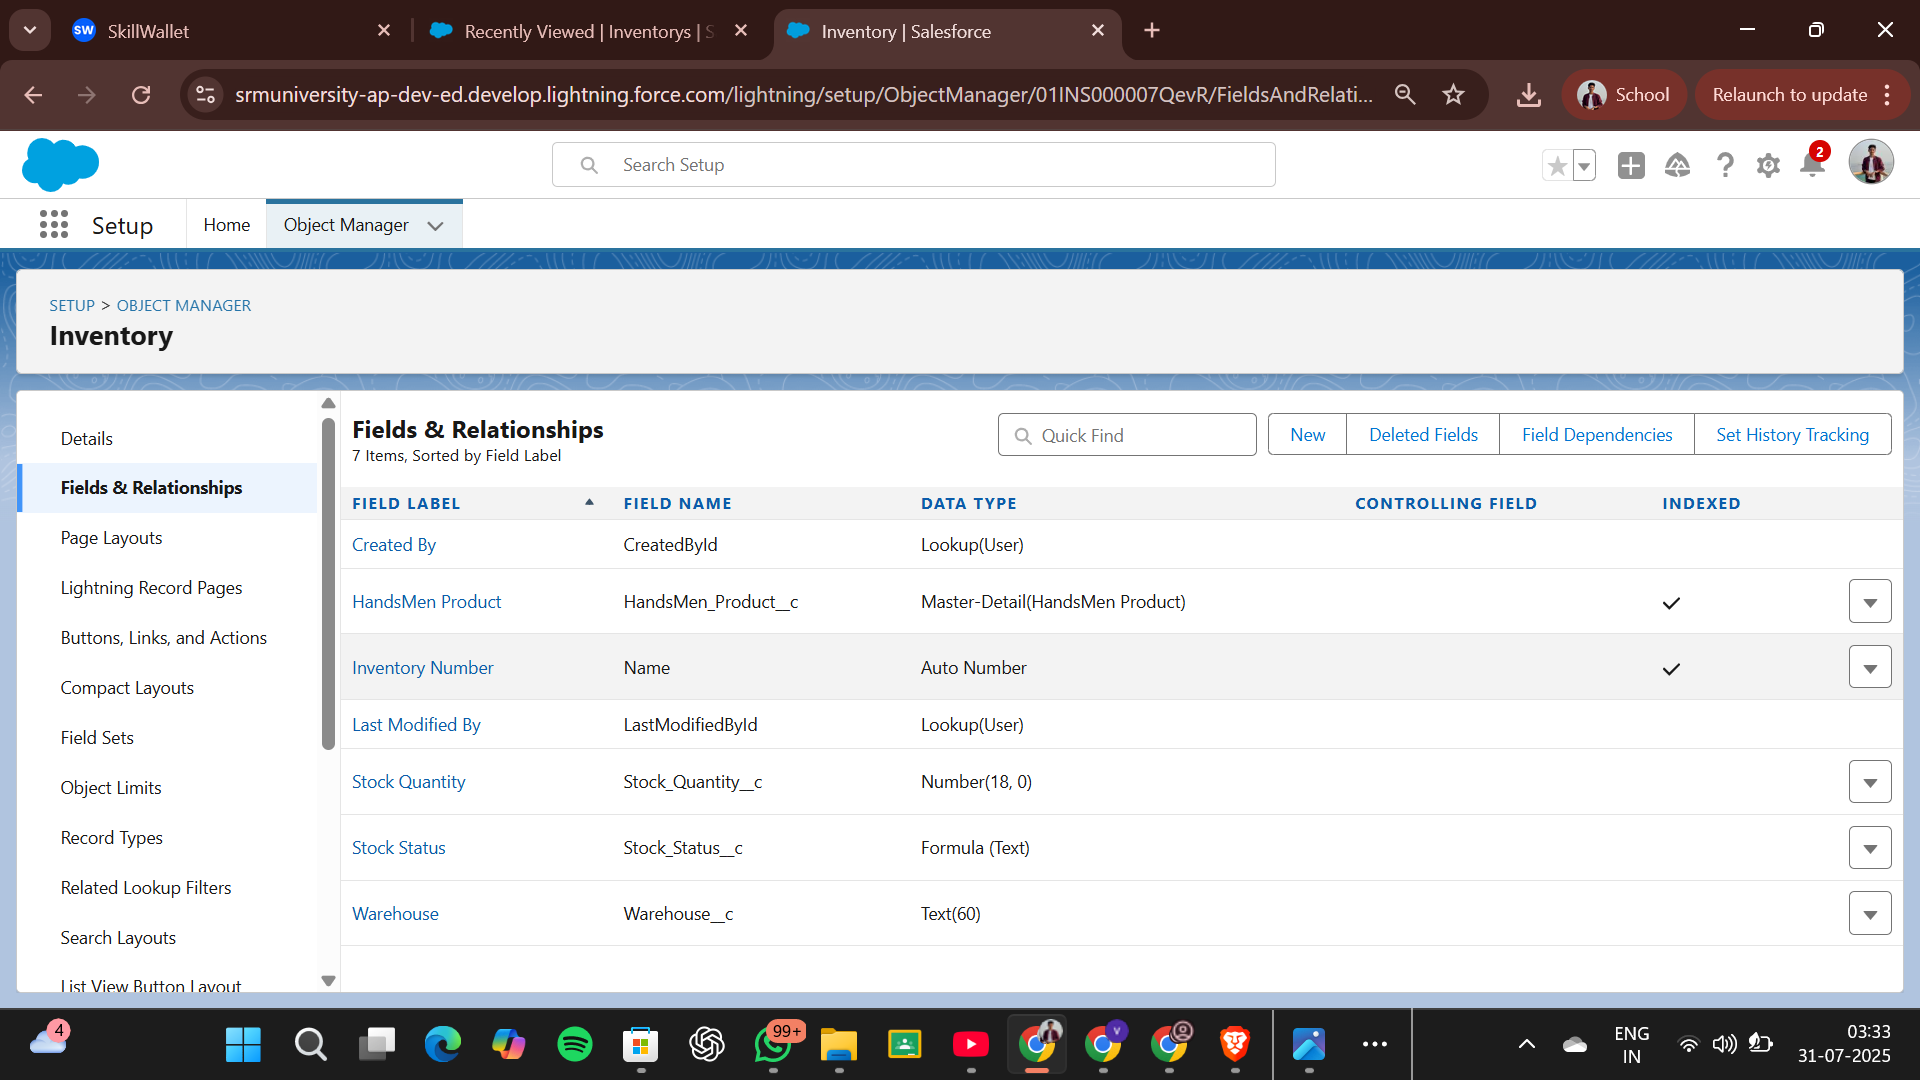 SW SkillWallet
Recently Viewed | Inventorys | S
Inventory | Salesforce
srmuniversity-ap-dev-ed.develop.lightning.force.com/lightning/setup/ObjectManager/01INS000007QevR/FieldsAndRelati...
School
Relaunch to update
Search Setup
2
Setup
Home
Object Manager
SETUP > OBJECT MANAGER
Inventory
Details
Fields & Relationships
Page Layouts
Lightning Record Pages
Buttons, Links, and Actions
Compact Layouts
Field Sets
Object Limits
Record Types
Related Lookup Filters
Search Layouts
List View Button Layout
Fields & Relationships
7 Items, Sorted by Field Label
Quick Find
New
Deleted Fields
Field Dependencies
Set History Tracking
FIELD LABEL FIELD NAME DATA TYPE CONTROLLING FIELD INDEXED
Created By CreatedById Lookup(User)
HandsMen Product HandsMen_Product__c Master-Detail(HandsMen Product)
Inventory Number Name Auto Number
Last Modified By LastModifiedById Lookup(User)
Stock Quantity Stock_Quantity__c Number(18, 0)
Stock Status Stock_Status__c Formula (Text)
Warehouse Warehouse__c Text(60)
4
99+
V
ENG
IN
03:33
31-07-2025